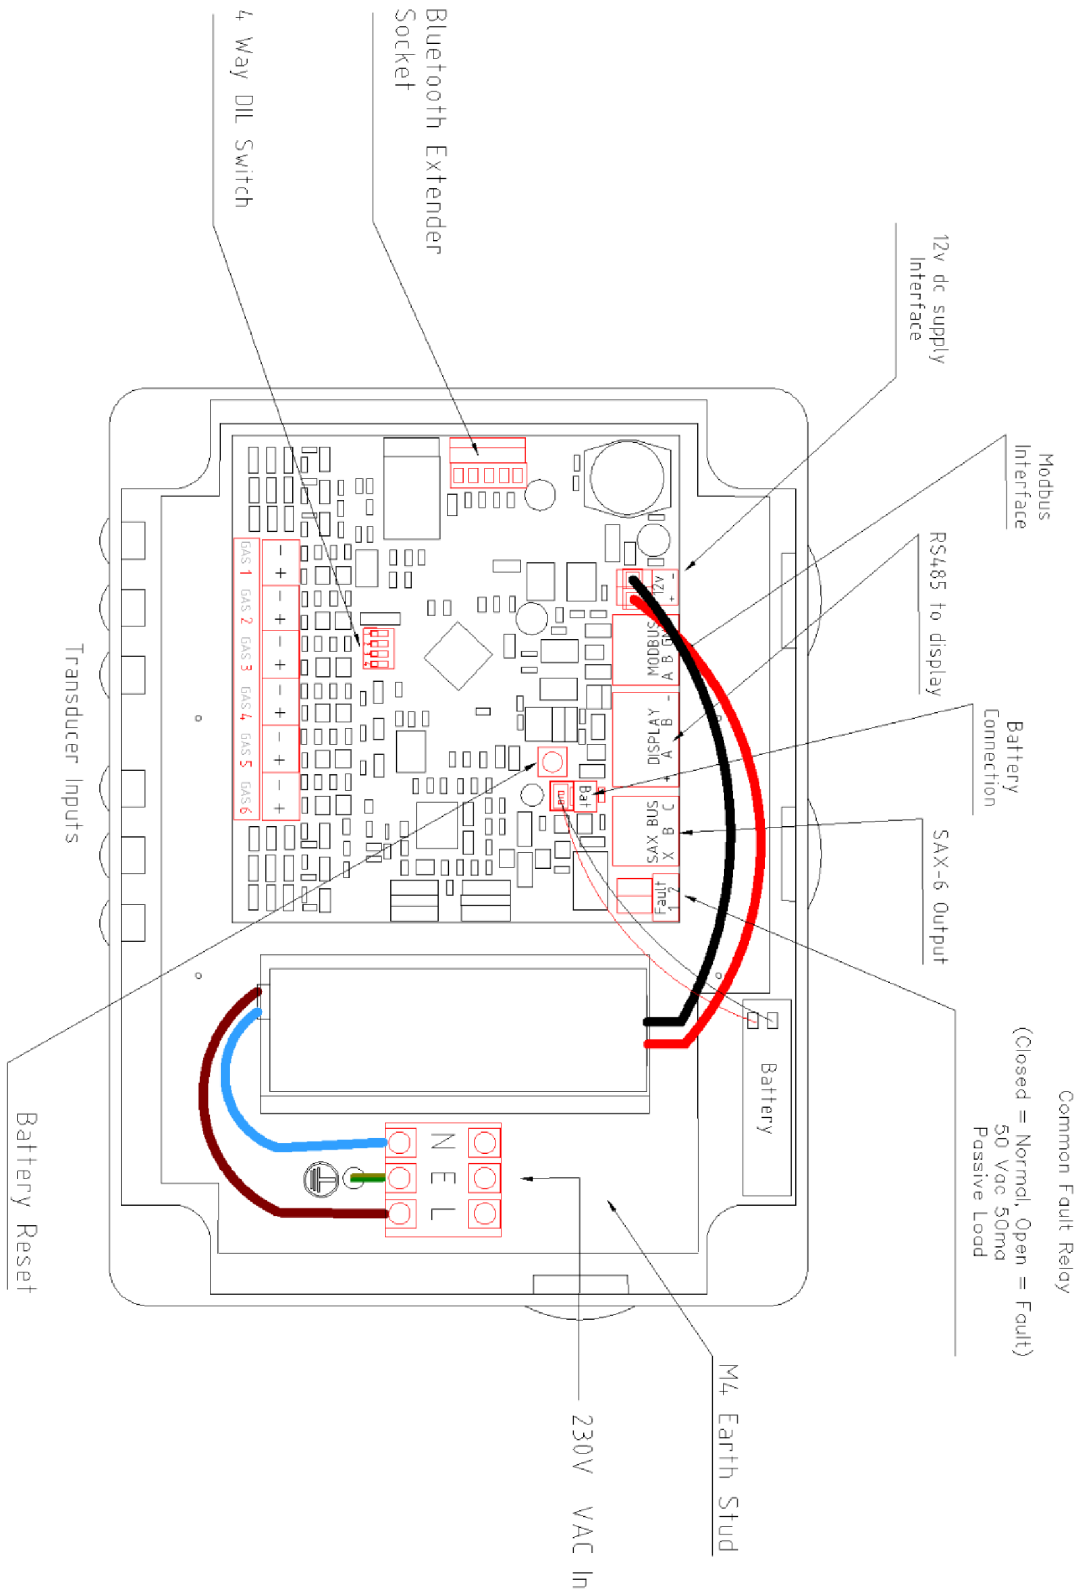 Bluetooth Extender
Socket
4 Way DIL Switch
12v dc supply
Interface
Modbus
Interface
RS485 to display
Battery
Connection
SAX-6 Output
Common Fault Relay
(Closed = Normal, Open = Fault)
50 Vac 50ma
Passive Load
M4 Earth Stud
230V VAC In
Battery Reset
Transducer Inputs
GAS 1
- +
GAS 2
- +
GAS 3
- +
GAS 4
- +
GAS 5
- +
GAS 6
- +
- +
12V
MODBUS
A B
DISPLAY
+ A B -
SAX BUS
X B C
Fault
1 2
Bat
Battery
N E L